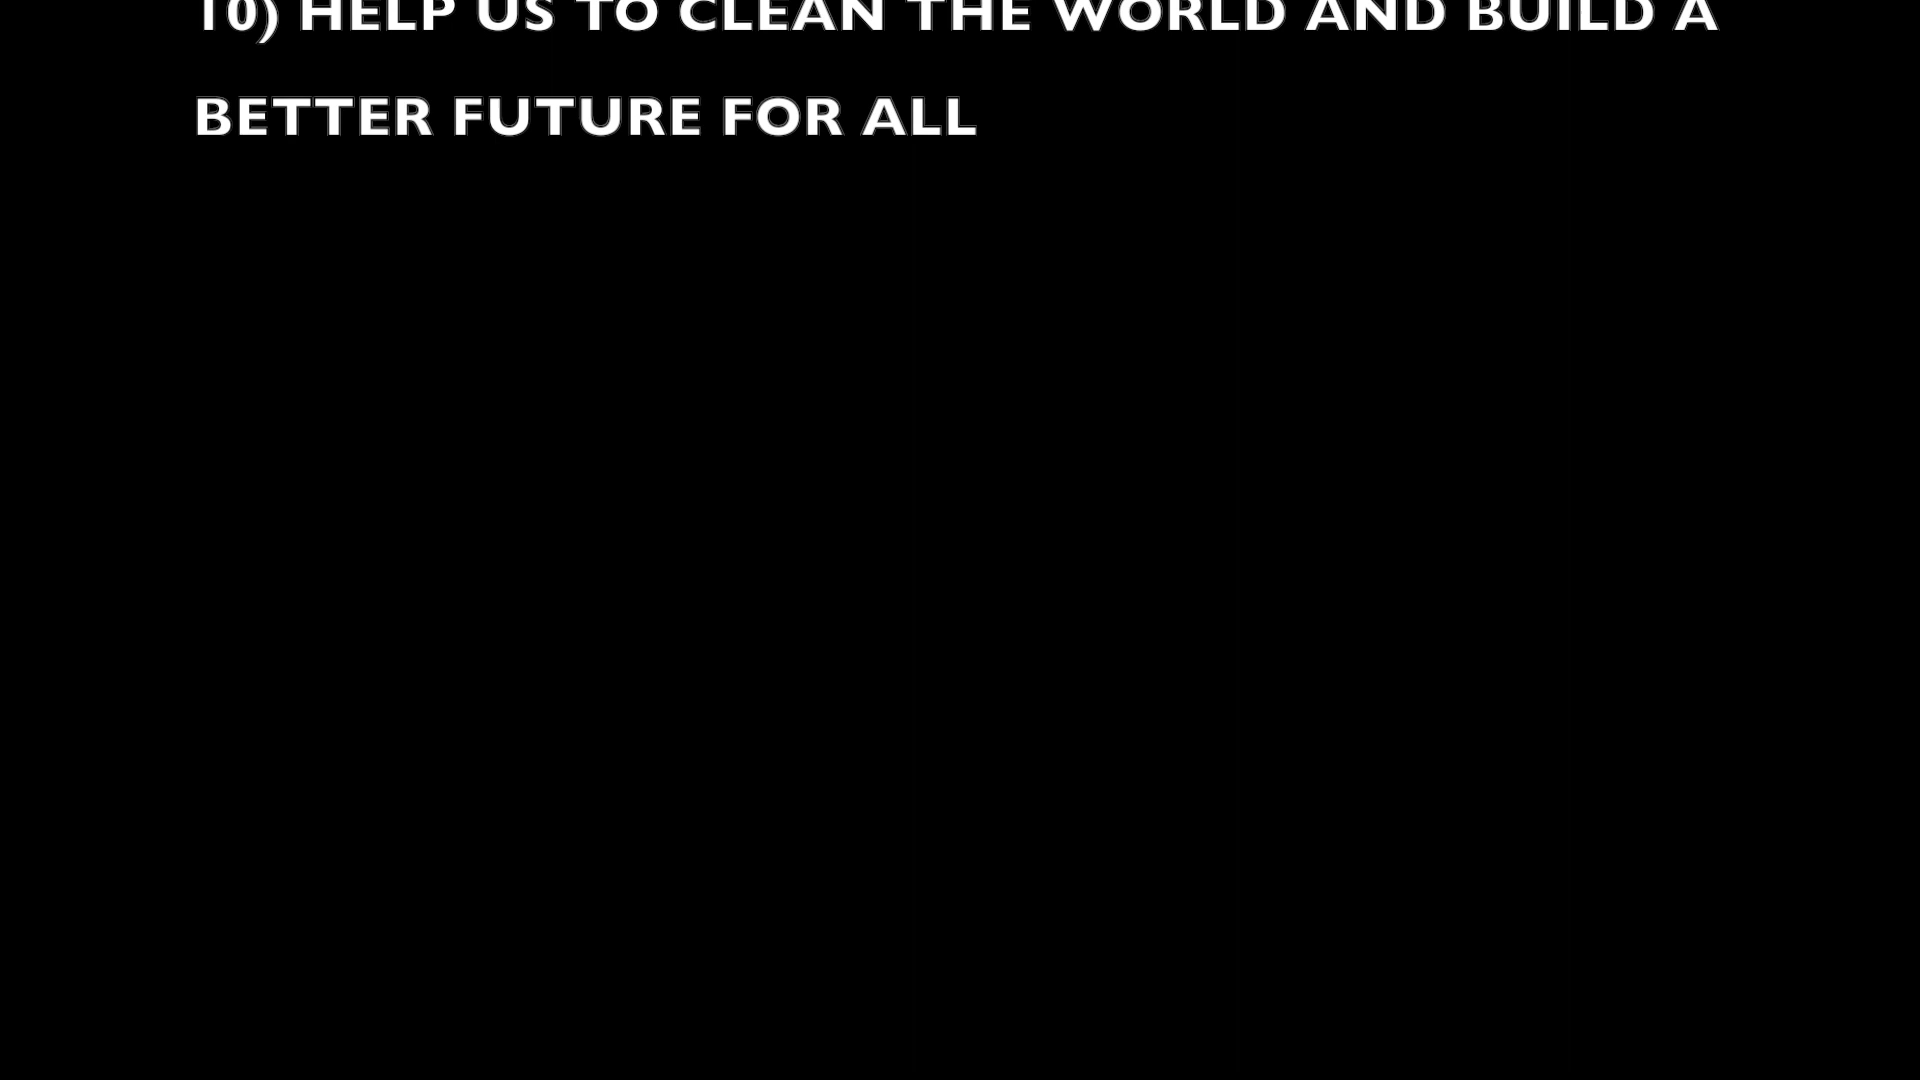 10) HELP US TO CLEAN THE WORLD AND BUILD A
BETTER FUTURE FOR ALL